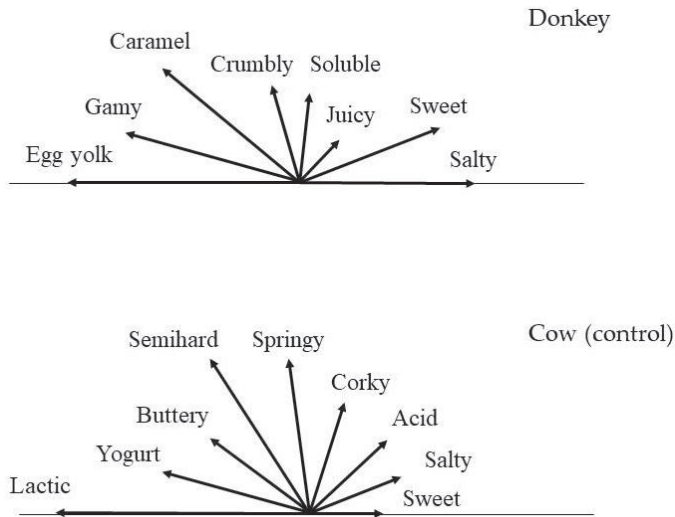 Donkey
Caramel
Crumbly Soluble
Gamy
Juicy
Sweet
Egg yolk
Salty
Cow (control)
Semihard
Springy
Corky
Buttery
Acid
Yogurt
Salty
Lactic
Sweet